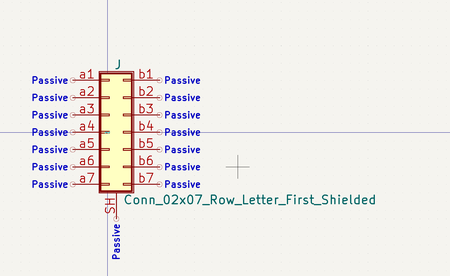 J
Passive a1 b1 Passive
Passive a2 b2 Passive
Passive a3 b3 Passive
Passive a4 b4 Passive
Passive a5 b5 Passive
Passive a6 b6 Passive
Passive a7 b7 Passive
SH
Conn_02x07_Row_Letter_First_Shielded
Passive